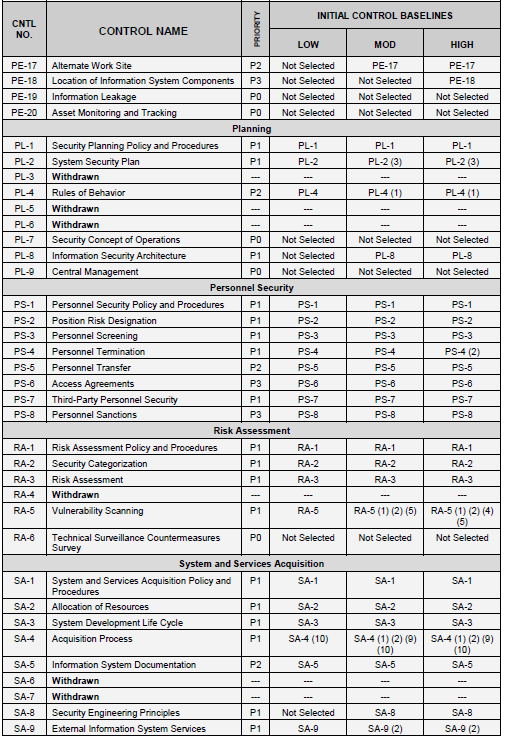 CNTL NO. CONTROL NAME PRIORITY INITIAL CONTROL BASELINES
LOW MOD HIGH
PE-17 Alternate Work Site P2 Not Selected PE-17 PE-17
PE-18 Location of Information System Components P3 Not Selected Not Selected PE-18
PE-19 Information Leakage P0 Not Selected Not Selected Not Selected
PE-20 Asset Monitoring and Tracking P0 Not Selected Not Selected Not Selected
Planning
PL-1 Security Planning Policy and Procedures P1 PL-1 PL-1 PL-1
PL-2 System Security Plan P1 PL-2 PL-2 (3) PL-2 (3)
PL-3 Withdrawn --- --- --- ---
PL-4 Rules of Behavior P2 PL-4 PL-4 (1) PL-4 (1)
PL-5 Withdrawn --- --- --- ---
PL-6 Withdrawn --- --- --- ---
PL-7 Security Concept of Operations P0 Not Selected Not Selected Not Selected
PL-8 Information Security Architecture P1 Not Selected PL-8 PL-8
PL-9 Central Management P0 Not Selected Not Selected Not Selected
Personnel Security
PS-1 Personnel Security Policy and Procedures P1 PS-1 PS-1 PS-1
PS-2 Position Risk Designation P1 PS-2 PS-2 PS-2
PS-3 Personnel Screening P1 PS-3 PS-3 PS-3
PS-4 Personnel Termination P1 PS-4 PS-4 PS-4 (2)
PS-5 Personnel Transfer P2 PS-5 PS-5 PS-5
PS-6 Access Agreements P3 PS-6 PS-6 PS-6
PS-7 Third-Party Personnel Security P1 PS-7 PS-7 PS-7
PS-8 Personnel Sanctions P3 PS-8 PS-8 PS-8
Risk Assessment
RA-1 Risk Assessment Policy and Procedures P1 RA-1 RA-1 RA-1
RA-2 Security Categorization P1 RA-2 RA-2 RA-2
RA-3 Risk Assessment P1 RA-3 RA-3 RA-3
RA-4 Withdrawn --- --- --- ---
RA-5 Vulnerability Scanning P1 RA-5 RA-5 (1) (2) (5) RA-5 (1) (2) (4)
(5)
RA-6 Technical Surveillance Countermeasures P0 Not Selected Not Selected Not Selected
Survey
System and Services Acquisition
SA-1 System and Services Acquisition Policy and P1 SA-1 SA-1 SA-1
Procedures
SA-2 Allocation of Resources P1 SA-2 SA-2 SA-2
SA-3 System Development Life Cycle P1 SA-3 SA-3 SA-3
SA-4 Acquisition Process P1 SA-4 (10) SA-4 (1) (2) (9) SA-4 (1) (2) (9)
(10) (10)
SA-5 Information System Documentation P2 SA-5 SA-5 SA-5
SA-6 Withdrawn --- --- --- ---
SA-7 Withdrawn --- --- --- ---
SA-8 Security Engineering Principles P1 Not Selected SA-8 SA-8
SA-9 External Information System Services P1 SA-9 SA-9 (2) SA-9 (2)